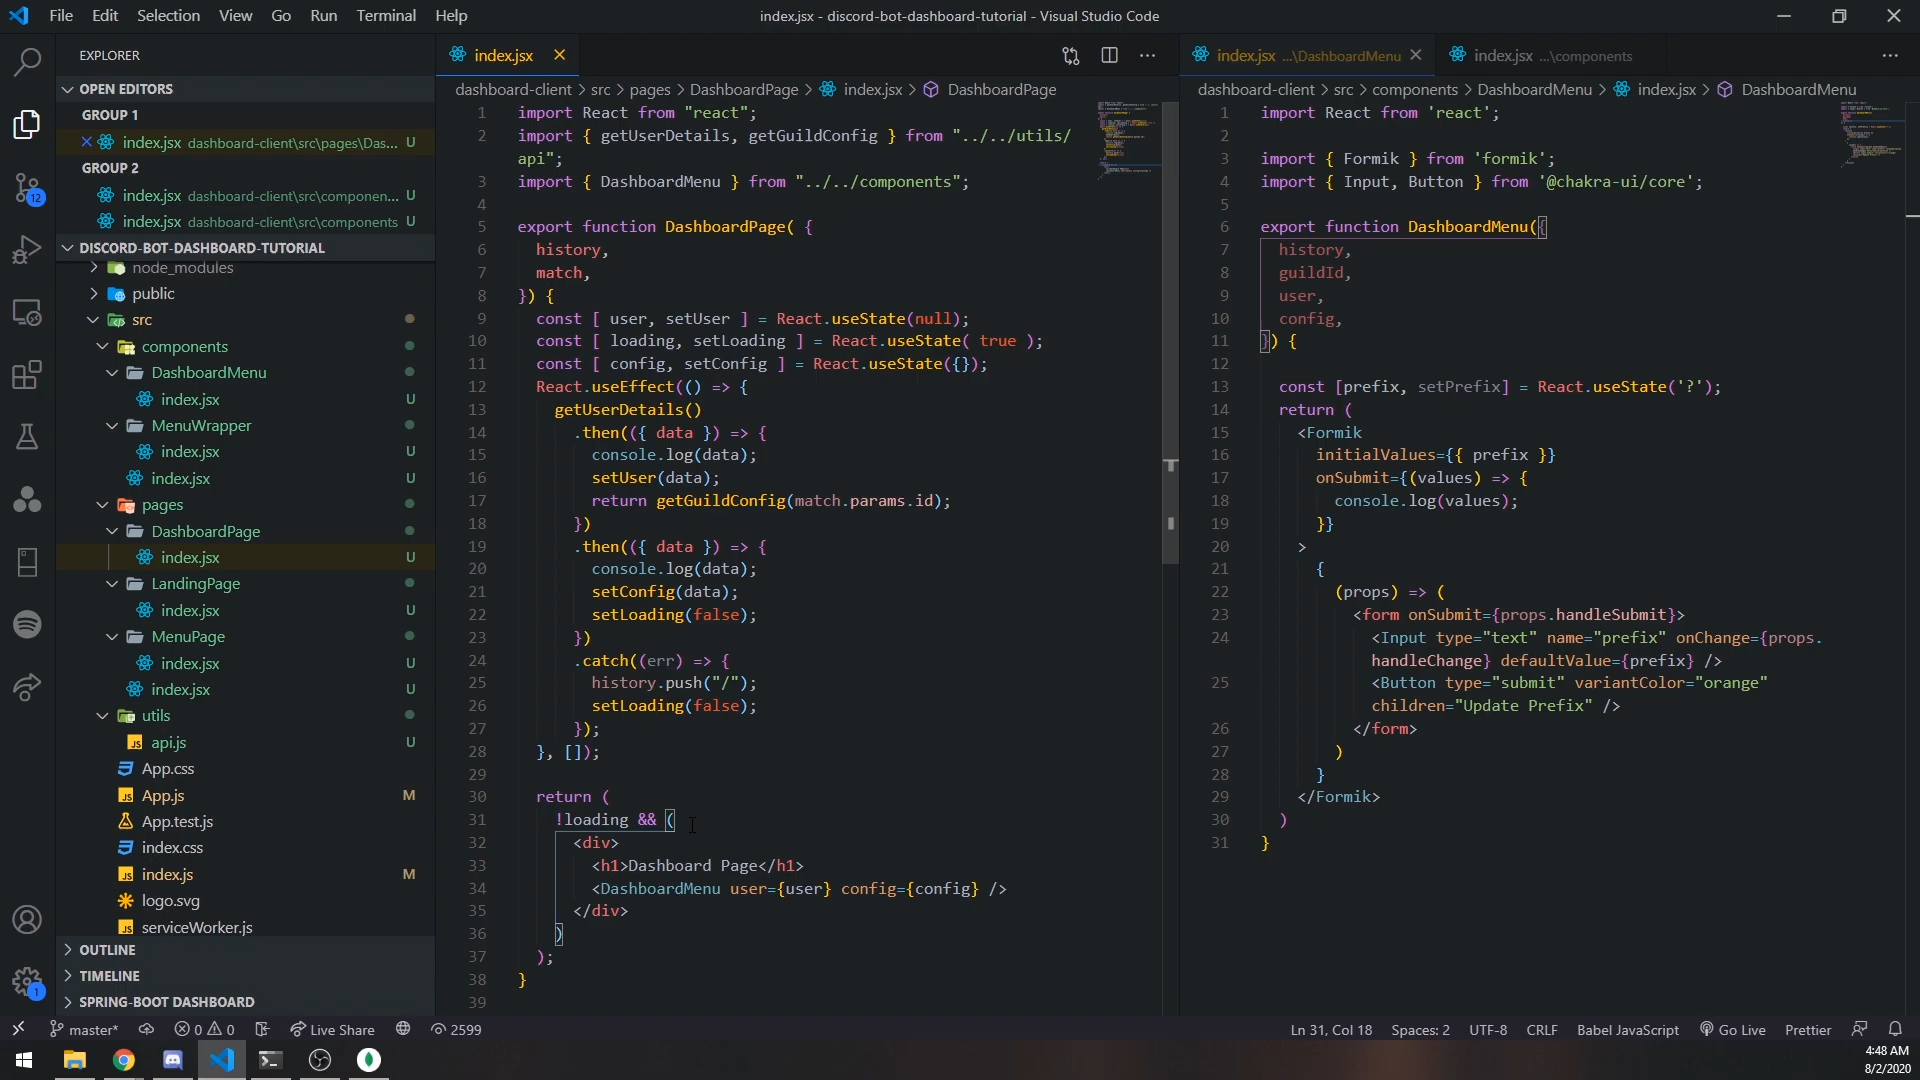 File Edit Selection View Go Run Terminal Help
index.jsx - discord-bot-dashboard-tutorial - Visual Studio Code
EXPLORER
OPEN EDITORS
GROUP 1
index.jsx dashboard-client\src\pages\Das... U
GROUP 2
index.jsx dashboard-client\src\componen... U
index.jsx dashboard-client\src\components U
DISCORD-BOT-DASHBOARD-TUTORIAL
node_modules
public
src
components
DashboardMenu
index.jsx U
MenuWrapper
index.jsx U
index.jsx U
pages
DashboardPage
index.jsx U
LandingPage
index.jsx U
MenuPage
index.jsx U
index.jsx U
utils
api.js U
App.css
App.js M
App.test.js
index.css
index.js M
logo.svg
serviceWorker.js
OUTLINE
TIMELINE
SPRING-BOOT DASHBOARD
12
1
index.jsx
dashboard-client > src > pages > DashboardPage > index.jsx > DashboardPage
1 import React from "react";
2 import { getUserDetails, getGuildConfig } from "../../utils/
api";
3 import { DashboardMenu } from "../../components";
4
5 export function DashboardPage( {
6 history,
7 match,
8 }) {
9 const [ user, setUser ] = React.useState(null);
10 const [ loading, setLoading ] = React.useState( true );
11 const [ config, setConfig ] = React.useState({});
12 React.useEffect(() => {
13 getUserDetails()
14 .then(({ data }) => {
15 console.log(data);
16 setUser(data);
17 return getGuildConfig(match.params.id);
18 })
19 .then(({ data }) => {
20 console.log(data);
21 setConfig(data);
22 setLoading(false);
23 })
24 .catch((err) => {
25 history.push("/");
26 setLoading(false);
27 });
28 }, []);
29
30 return (
31 !loading && (
32 <div>
33 <h1>Dashboard Page</h1>
34 <DashboardMenu user={user} config={config} />
35 </div>
36 )
37 );
38 }
39
index.jsx ...\DashboardMenu index.jsx ...\components
dashboard-client > src > components > DashboardMenu > index.jsx > DashboardMenu
1 import React from 'react';
2
3 import { Formik } from 'formik';
4 import { Input, Button } from '@chakra-ui/core';
5
6 export function DashboardMenu({
7 history,
8 guildId,
9 user,
10 config,
11 }) {
12
13 const [prefix, setPrefix] = React.useState('?');
14 return (
15 <Formik
16 initialValues={{ prefix }}
17 onSubmit={(values) => {
18 console.log(values);
19 }}
20 >
21 {
22 (props) => (
23 <form onSubmit={props.handleSubmit}>
24 <Input type="text" name="prefix" onChange={props.
handleChange} defaultValue={prefix} />
25 <Button type="submit" variantColor="orange"
children="Update Prefix" />
26 </form>
27 )
28 }
29 </Formik>
30 )
31 }
master* 0 0 Live Share 2599 Ln 31, Col 18 Spaces: 2 UTF-8 CRLF Babel JavaScript Go Live Prettier
4:48 AM
8/2/2020